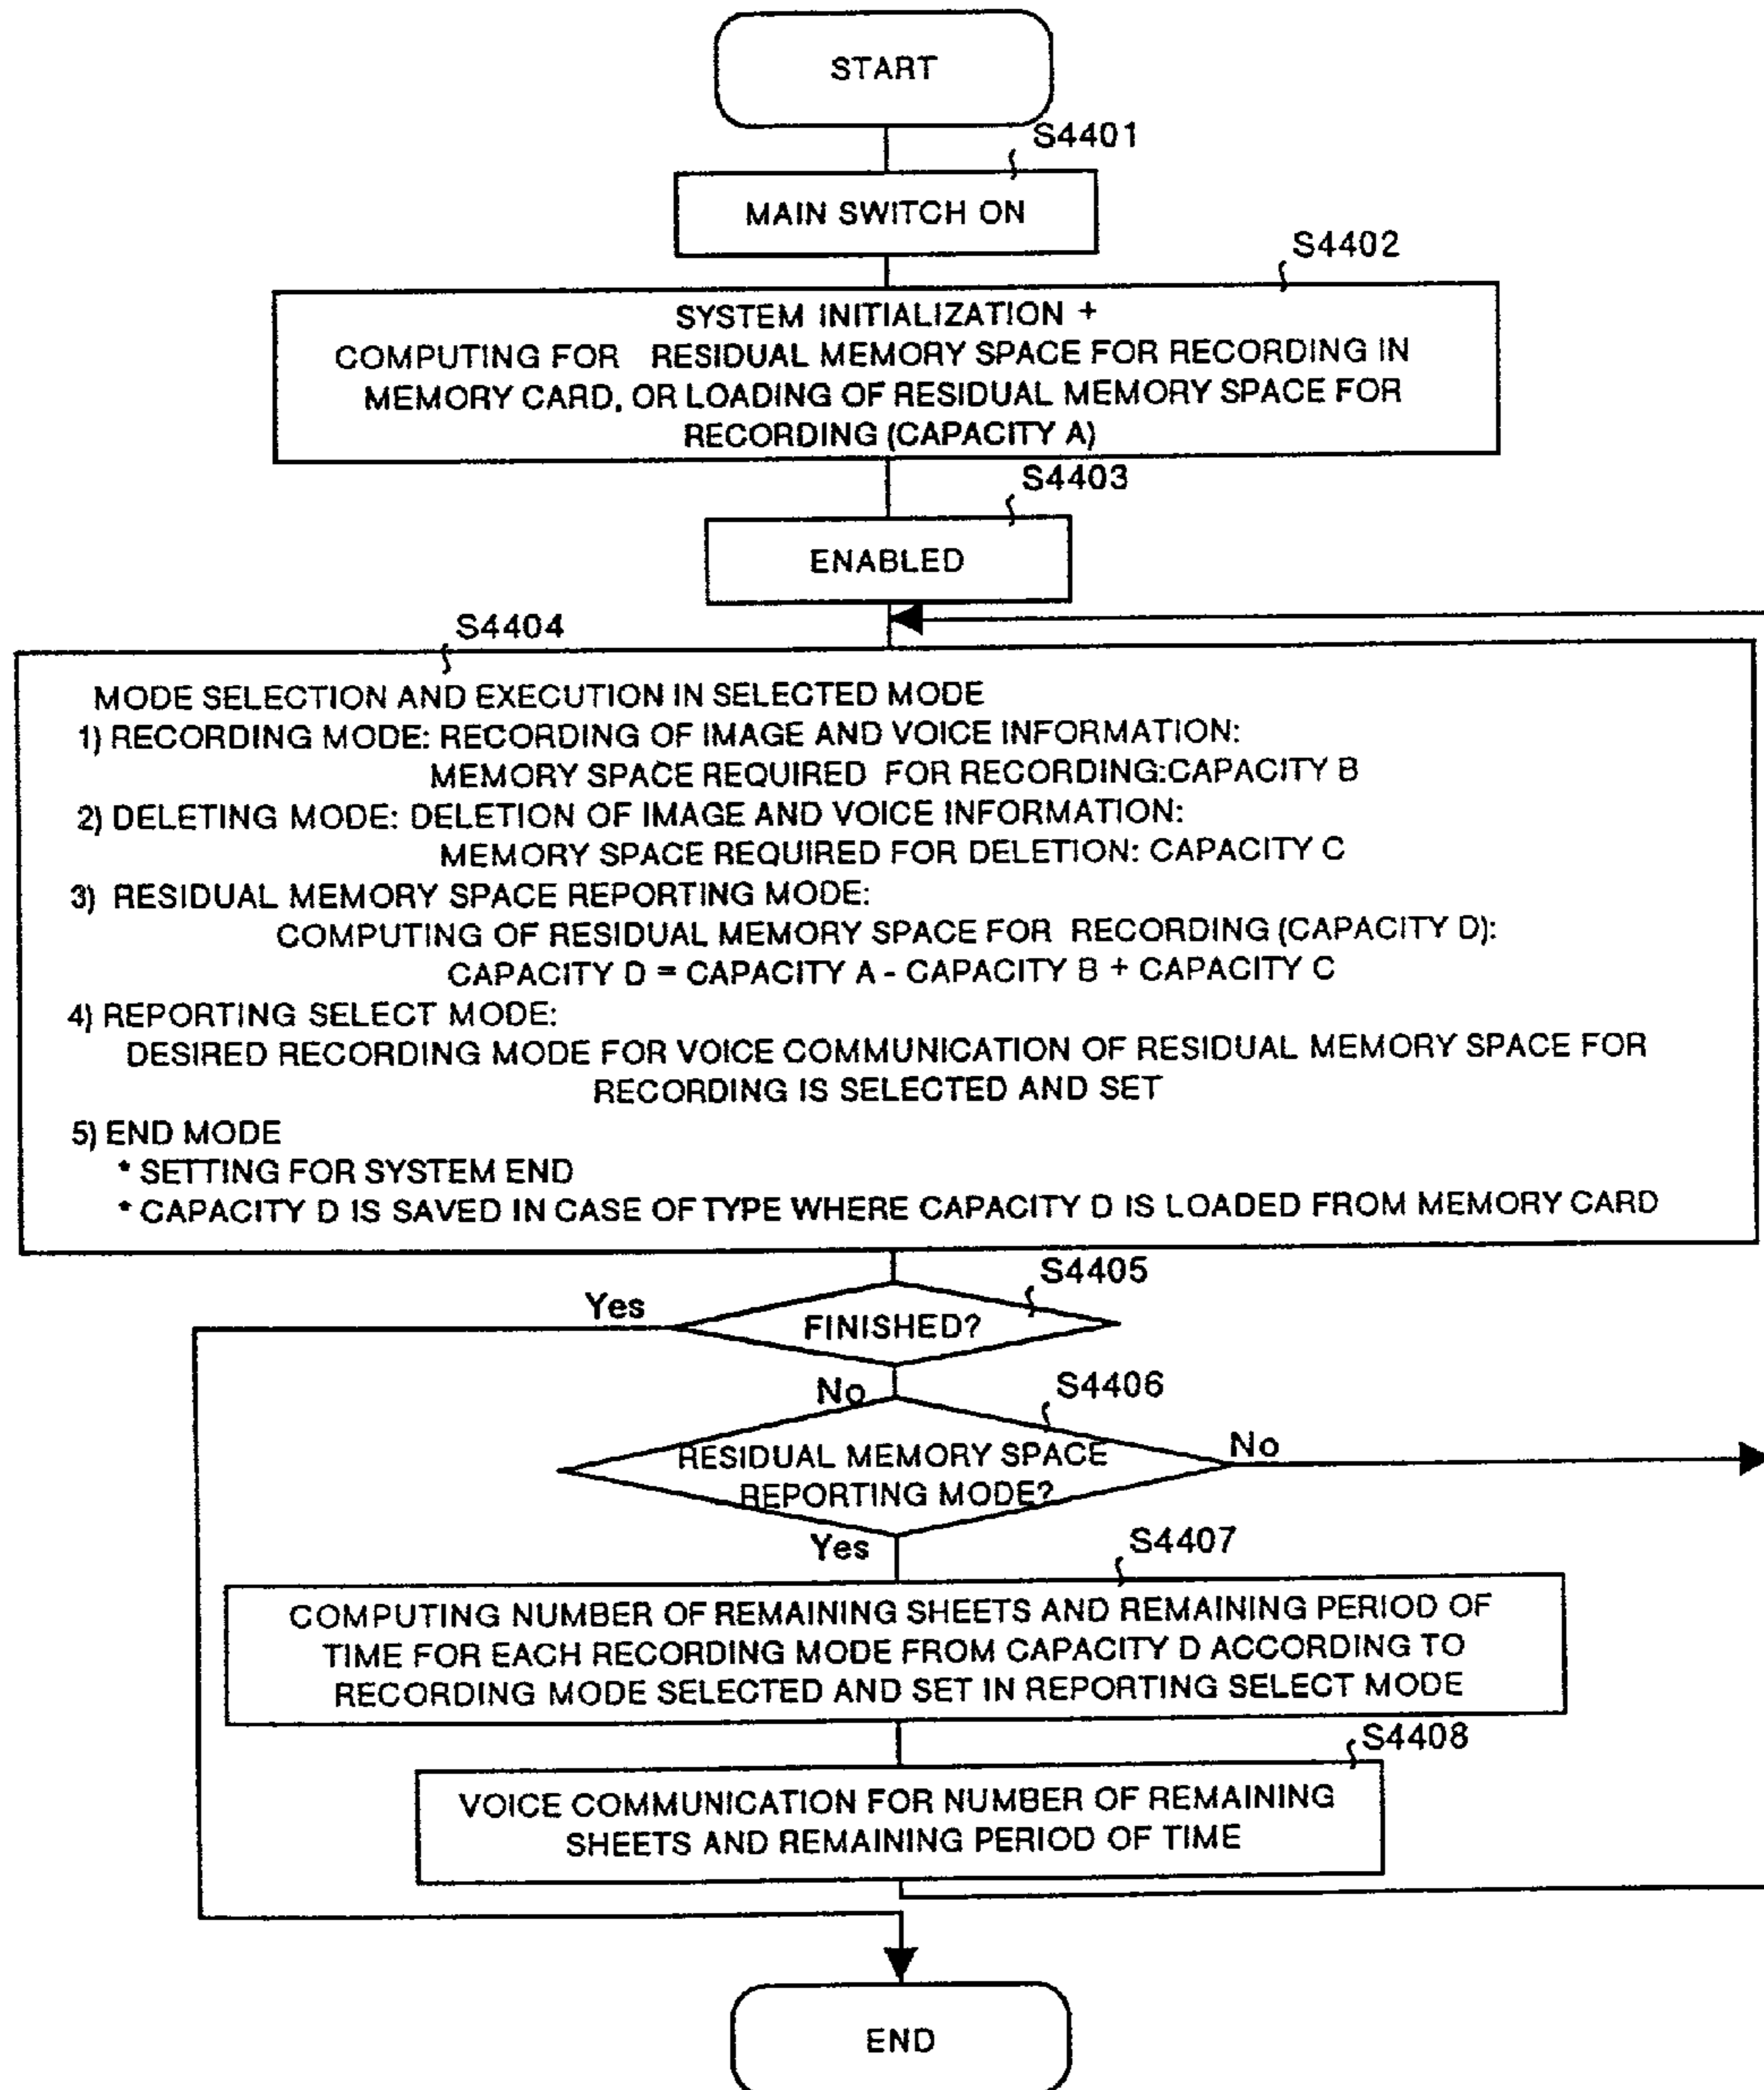 START
S4401
MAIN SWITCH ON
S4402
SYSTEM INITIALIZATION +
COMPUTING FOR RESIDUAL MEMORY SPACE FOR RECORDING IN
MEMORY CARD, OR LOADING OF RESIDUAL MEMORY SPACE FOR
RECORDING (CAPACITY A)
S4403
ENABLED
S4404
MODE SELECTION AND EXECUTION IN SELECTED MODE
1) RECORDING MODE: RECORDING OF IMAGE AND VOICE INFORMATION:
MEMORY SPACE REQUIRED FOR RECORDING:CAPACITY B
2) DELETING MODE: DELETION OF IMAGE AND VOICE INFORMATION:
MEMORY SPACE REQUIRED FOR DELETION: CAPACITY C
3) RESIDUAL MEMORY SPACE REPORTING MODE:
COMPUTING OF RESIDUAL MEMORY SPACE FOR RECORDING (CAPACITY D):
CAPACITY D = CAPACITY A - CAPACITY B + CAPACITY C
4) REPORTING SELECT MODE:
DESIRED RECORDING MODE FOR VOICE COMMUNICATION OF RESIDUAL MEMORY SPACE FOR
RECORDING IS SELECTED AND SET
5) END MODE
* SETTING FOR SYSTEM END
* CAPACITY D IS SAVED IN CASE OF TYPE WHERE CAPACITY D IS LOADED FROM MEMORY CARD
S4405
Yes
FINISHED?
No
S4406
RESIDUAL MEMORY SPACE
REPORTING MODE?
No
Yes
S4407
COMPUTING NUMBER OF REMAINING SHEETS AND REMAINING PERIOD OF
TIME FOR EACH RECORDING MODE FROM CAPACITY D ACCORDING TO
RECORDING MODE SELECTED AND SET IN REPORTING SELECT MODE
S4408
VOICE COMMUNICATION FOR NUMBER OF REMAINING
SHEETS AND REMAINING PERIOD OF TIME
END